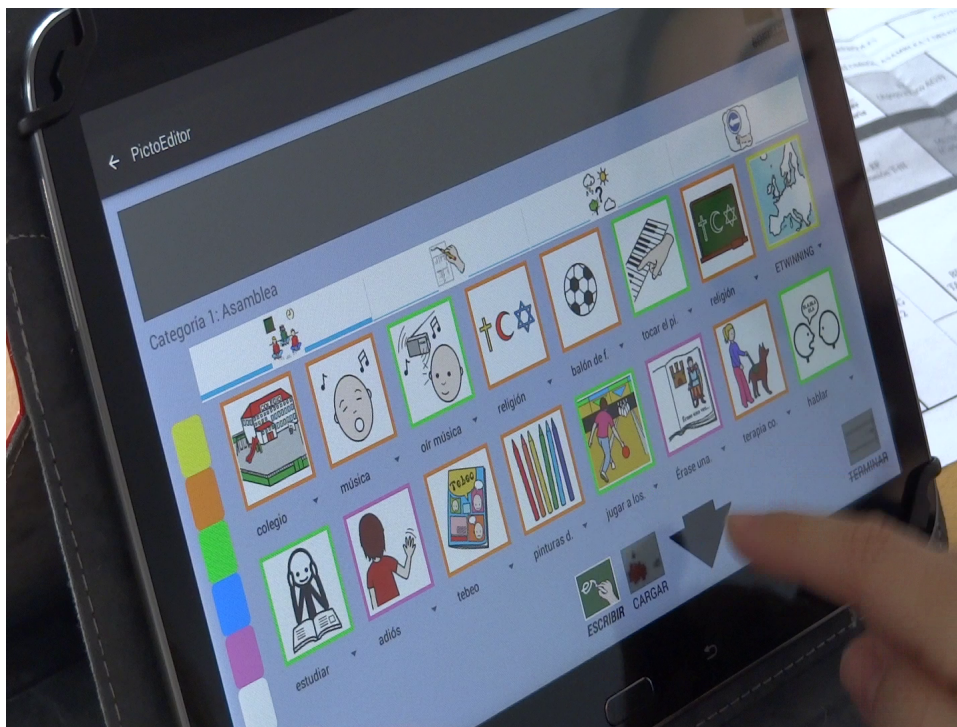 ← PictoEditor
Categoría 1: Asamblea
COLEGIO
TEBEO
colegio
música
oír música
religión
balón de f.
tocar el pi.
religión
ETWINNING
estudiar
adiós
tebeo
pinturas d.
jugar a los.
Érase una.
terapia co.
hablar
ESCRIBIR
CARGAR
TERMINAR